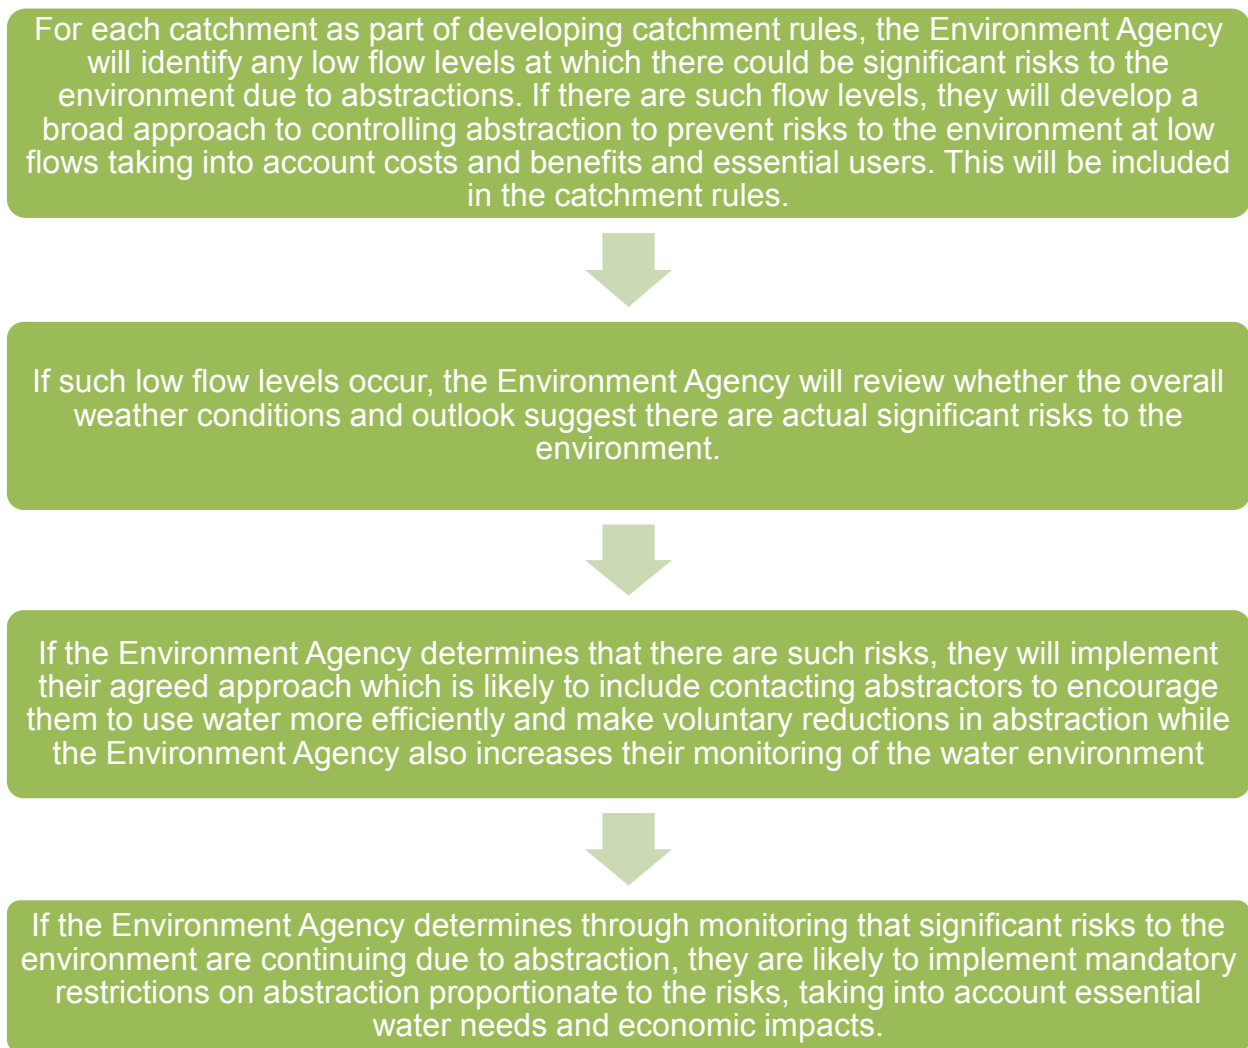 For each catchment as part of developing catchment rules, the Environment Agency
will identify any low flow levels at which there could be significant risks to the
environment due to abstractions. If there are such flow levels, they will develop a
broad approach to controlling abstraction to prevent risks to the environment at low
flows taking into account costs and benefits and essential users. This will be included
in the catchment rules.
If such low flow levels occur, the Environment Agency will review whether the overall
weather conditions and outlook suggest there are actual significant risks to the
environment.
If the Environment Agency determines that there are such risks, they will implement
their agreed approach which is likely to include contacting abstractors to encourage
them to use water more efficiently and make voluntary reductions in abstraction while
the Environment Agency also increases their monitoring of the water environment
If the Environment Agency determines through monitoring that significant risks to the
environment are continuing due to abstraction, they are likely to implement mandatory
restrictions on abstraction proportionate to the risks, taking into account essential
water needs and economic impacts.